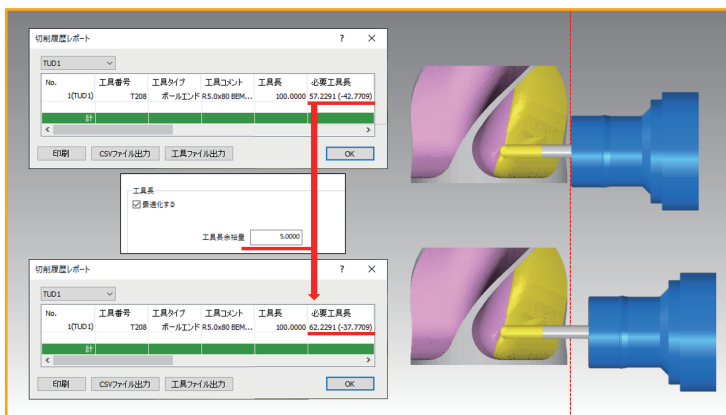 切削履歴レポート ? ×
TUD1
No. 工具番号 工具タイプ 工具コメント 工具長 必要工具長
1(TUD1) T208 ボールエンド R5.0x80 BEM... 100.0000 57.2291 (-42.7709)
計
印刷 CSVファイル出力 工具ファイル出力 OK
工具長
最適化する
工具長余裕量 5.0000
切削履歴レポート ? ×
TUD1
No. 工具番号 工具タイプ 工具コメント 工具長 必要工具長
1(TUD1) T208 ボールエンド R5.0x80 BEM... 100.0000 62.2291 (-37.7709)
計
印刷 CSVファイル出力 工具ファイル出力 OK